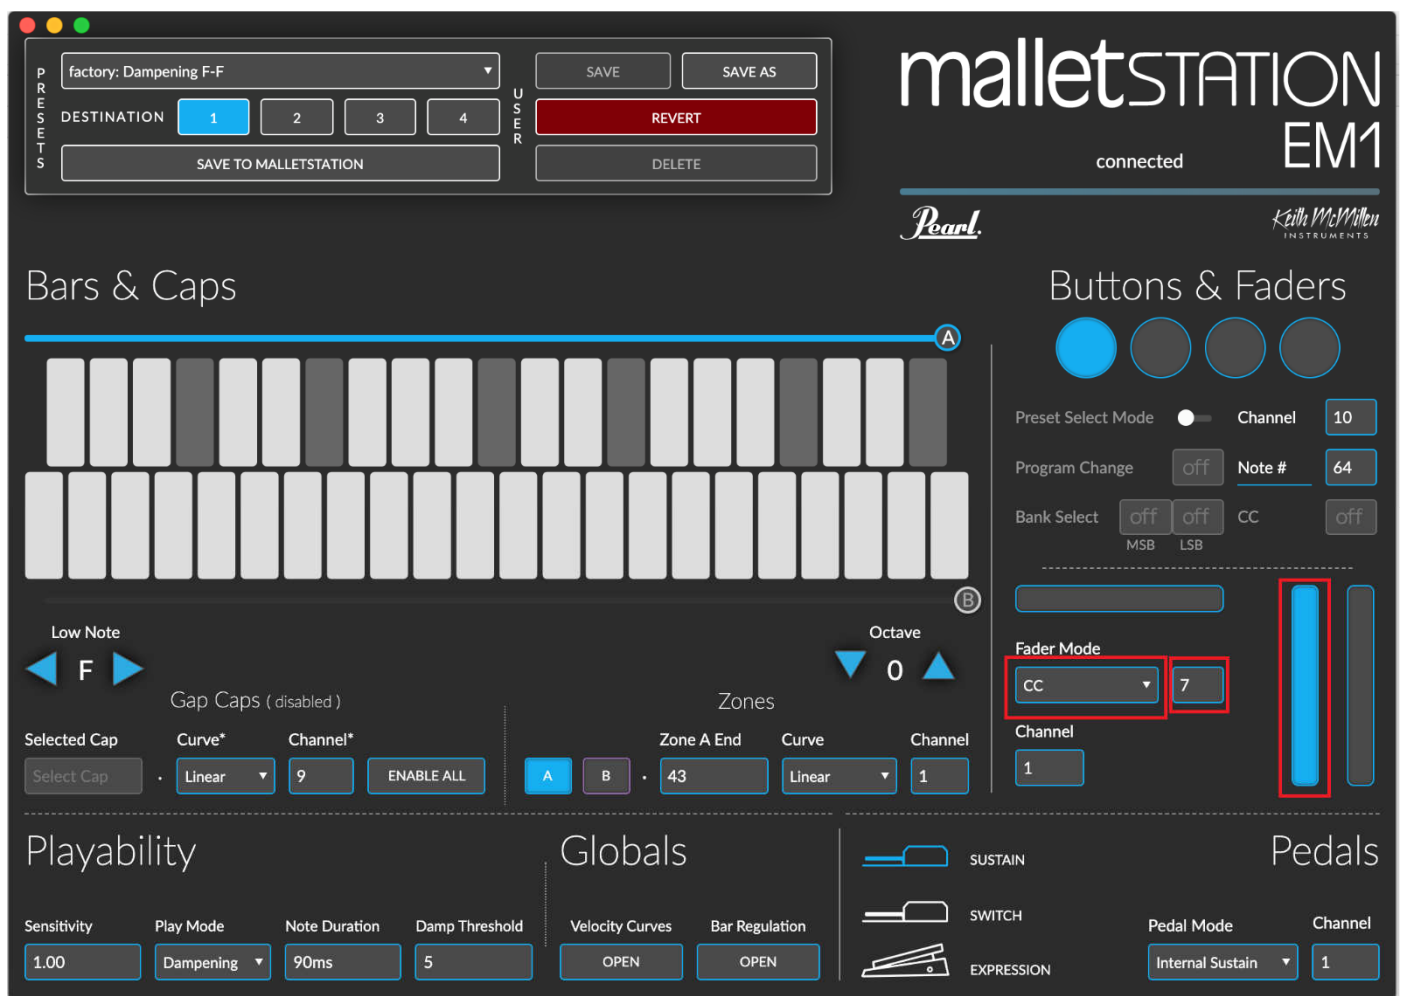 PRESETS
factory: Dampening F-F
DESTINATION 1 2 3 4
SAVE TO MALLETSTATION
USER
SAVE SAVE AS
REVERT
DELETE
malletSTATION
EM1
connected
Pearl.
Keith McMillen
INSTRUMENTS
Bars & Caps
A
B
Low Note
F
Octave
0
Gap Caps ( disabled )
Selected Cap Curve* Channel*
Select Cap Linear 9 ENABLE ALL
Zones
Zone A End Curve Channel
A B 43 Linear 1
Buttons & Faders
Preset Select Mode Channel 10
Program Change off Note # 64
Bank Select off off CC off
MSB LSB
Fader Mode
CC 7
Channel
1
Playability
Sensitivity Play Mode Note Duration Damp Threshold
1.00 Dampening 90ms 5
Globals
Velocity Curves Bar Regulation
OPEN OPEN
Pedals
SUSTAIN
SWITCH
EXPRESSION
Pedal Mode Channel
Internal Sustain 1